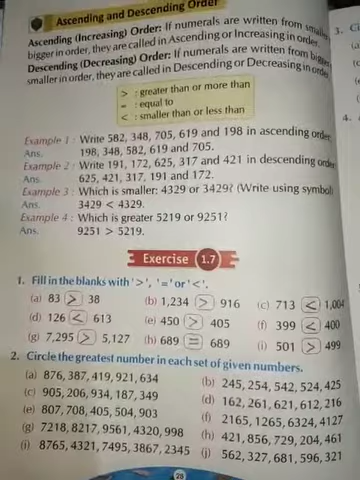 Ascending and Descending Order
Ascending (Increasing) Order: If numerals are written from smaller
bigger in order, they are called in Ascending or Increasing in order.
Descending (Decreasing) Order: If numerals are written from bigger
smaller in order, they are called in Descending or Decreasing in order
> : greater than or more than
= : equal to
< : smaller than or less than
Example 1 : Write 582, 348, 705, 619 and 198 in ascending order.
Ans. 198, 348, 582, 619 and 705.
Example 2 : Write 191, 172, 625, 317 and 421 in descending order
Ans. 625, 421, 317, 191 and 172.
Example 3 : Which is smaller: 4329 or 3429? (Write using symbol)
Ans. 3429 < 4329.
Example 4 : Which is greater 5219 or 9251?
Ans. 9251 > 5219.
Exercise 1.7
1. Fill in the blanks with '>', '=' or '<'.
(a) 83 > 38 (b) 1,234 > 916 (c) 713 < 1,004
(d) 126 < 613 (e) 450 > 405 (f) 399 < 400
(g) 7,295 > 5,127 (h) 689 = 689 (i) 501 > 499
2. Circle the greatest number in each set of given numbers.
(a) 876, 387, 419, 921, 634 (b) 245, 254, 542, 524, 425
(c) 905, 206, 934, 187, 349 (d) 162, 261, 621, 612, 216
(e) 807, 708, 405, 504, 903 (f) 2165, 1265, 6324, 4127
(g) 7218, 8217, 9561, 4320, 998 (h) 421, 856, 729, 204, 461
(i) 8765, 4321, 7495, 3867, 2345 (j) 562, 327, 681, 596, 321
28
3. Ci
(a)
(c
4.